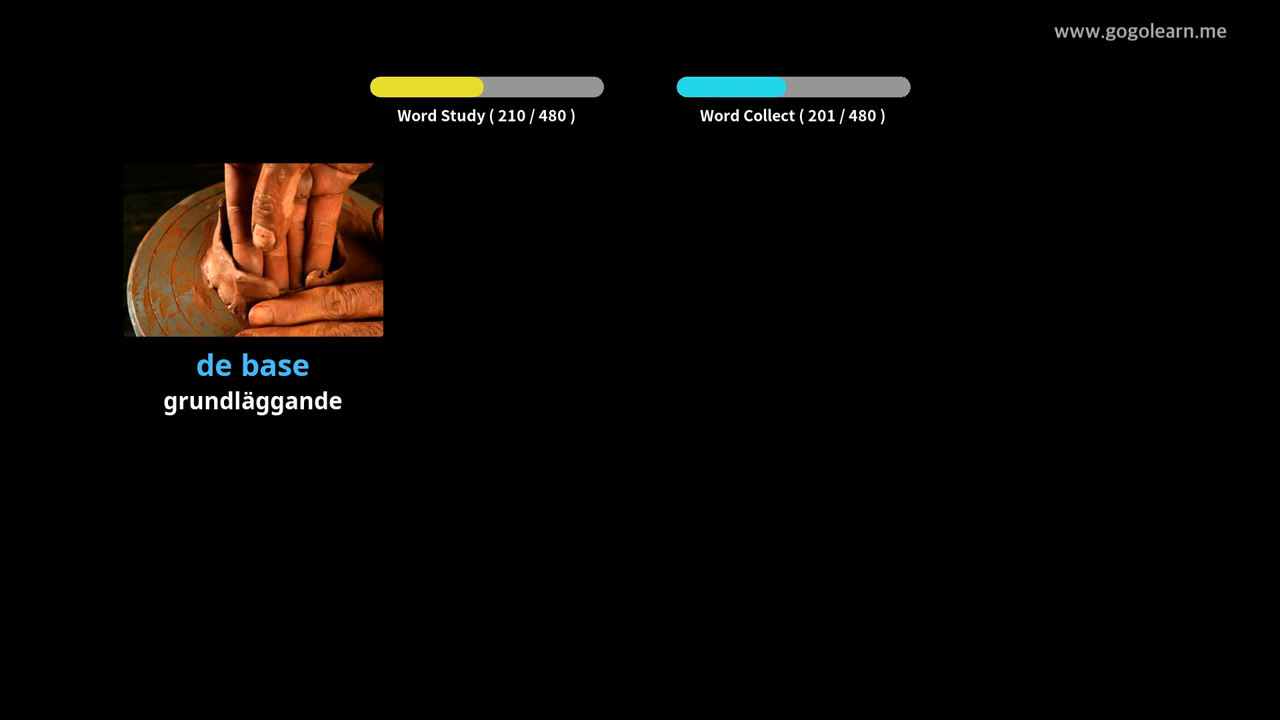 www.gogolearn.me
Word Study ( 210 / 480 )
Word Collect ( 201 / 480 )
de base
grundläggande